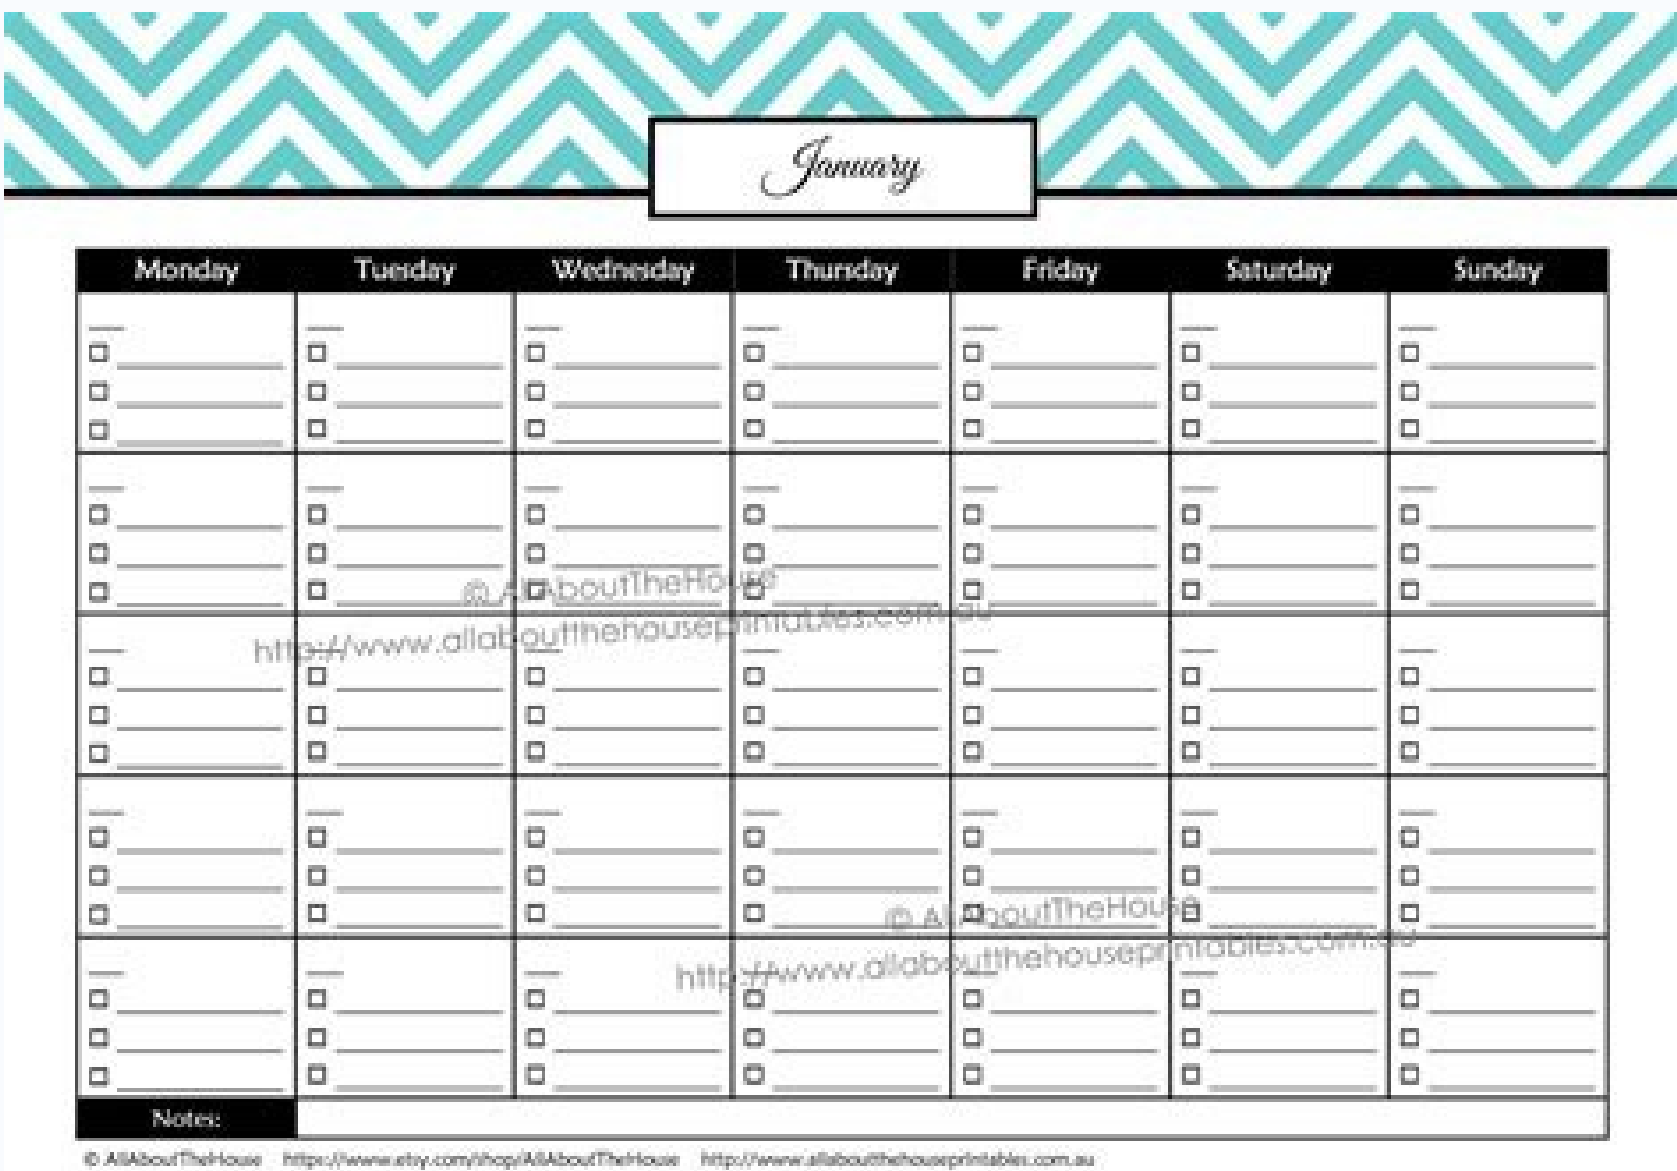 January
Monday Tuesday Wednesday Thursday Friday Saturday Sunday
© AllAboutTheHouse
http://www.allaboutthehouseprintables.com.au
© AllAboutTheHouse
http://www.allaboutthehouseprintables.com.au
Notes:
© AllAboutTheHouse https://www.etsy.com/shop/AllAboutTheHouse http://www.allaboutthehouseprintables.com.au